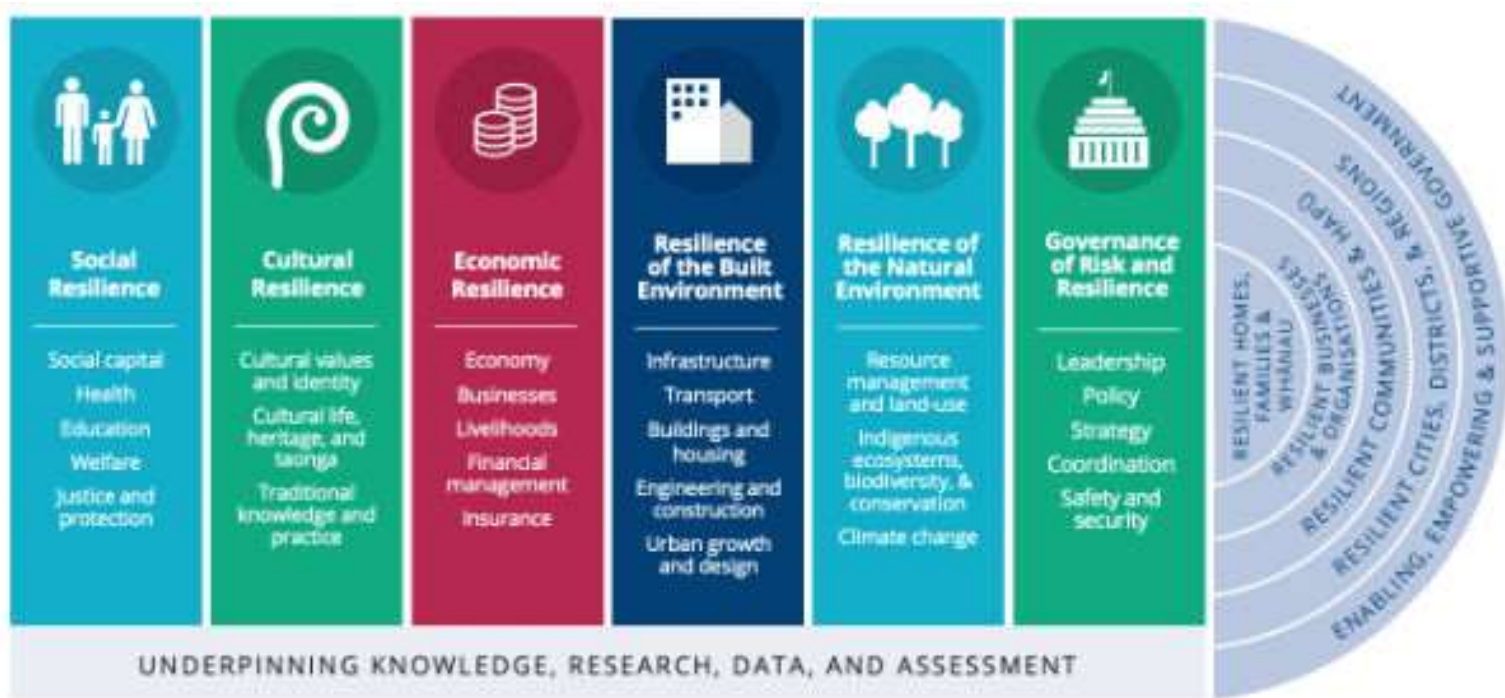 Social
Resilience
Social capital
Health
Education
Welfare
Justice and
protection
Cultural
Resilience
Cultural values
and identity
Cultural life,
heritage, and
taonga
Traditional
knowledge and
practice
Economic
Resilience
Economy
Businesses
Livelihoods
Financial
management
Insurance
Resilience
of the Built
Environment
Infrastructure
Transport
Buildings and
housing
Engineering and
construction
Urban growth
and design
Resilience of
the Natural
Environment
Resource
management
and land-use
Indigenous
ecosystems,
biodiversity, &
conservation
Climate change
Governance
of Risk and
Resilience
Leadership
Policy
Strategy
Coordination
Safety and
security
RESILIENT HOMES,
FAMILIES &
WHĀNAU
RESILIENT BUSINESSES
& ORGANISATIONS
RESILIENT COMMUNITIES & HAPŪ
RESILIENT CITIES, DISTRICTS, & REGIONS
ENABLING, EMPOWERING & SUPPORTIVE GOVERNMENT
UNDERPINNING KNOWLEDGE, RESEARCH, DATA, AND ASSESSMENT